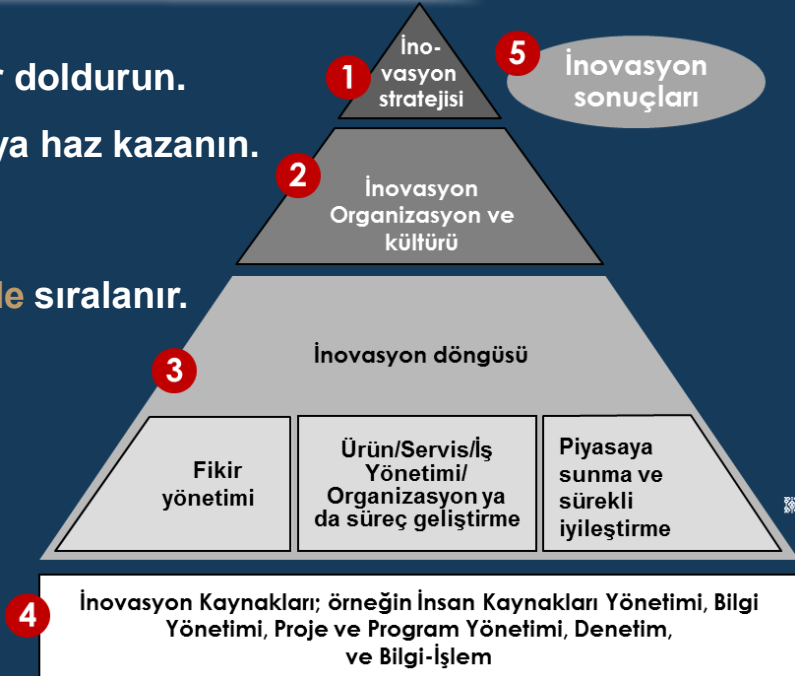 doldurun.
ya haz kazanın.
sıralanır.
1
İno-
vasyon
stratejisi
5
İnovasyon
sonuçları
2
İnovasyon
Organizasyon ve
kültürü
3
İnovasyon döngüsü
Fikir
yönetimi
Ürün/Servis/İş
Yönetimi/
Organizasyon ya
da süreç geliştirme
Piyasaya
sunma ve
sürekli
iyileştirme
4
İnovasyon Kaynakları; örneğin İnsan Kaynakları Yönetimi, Bilgi
Yönetimi, Proje ve Program Yönetimi, Denetim,
ve Bilgi-İşlem